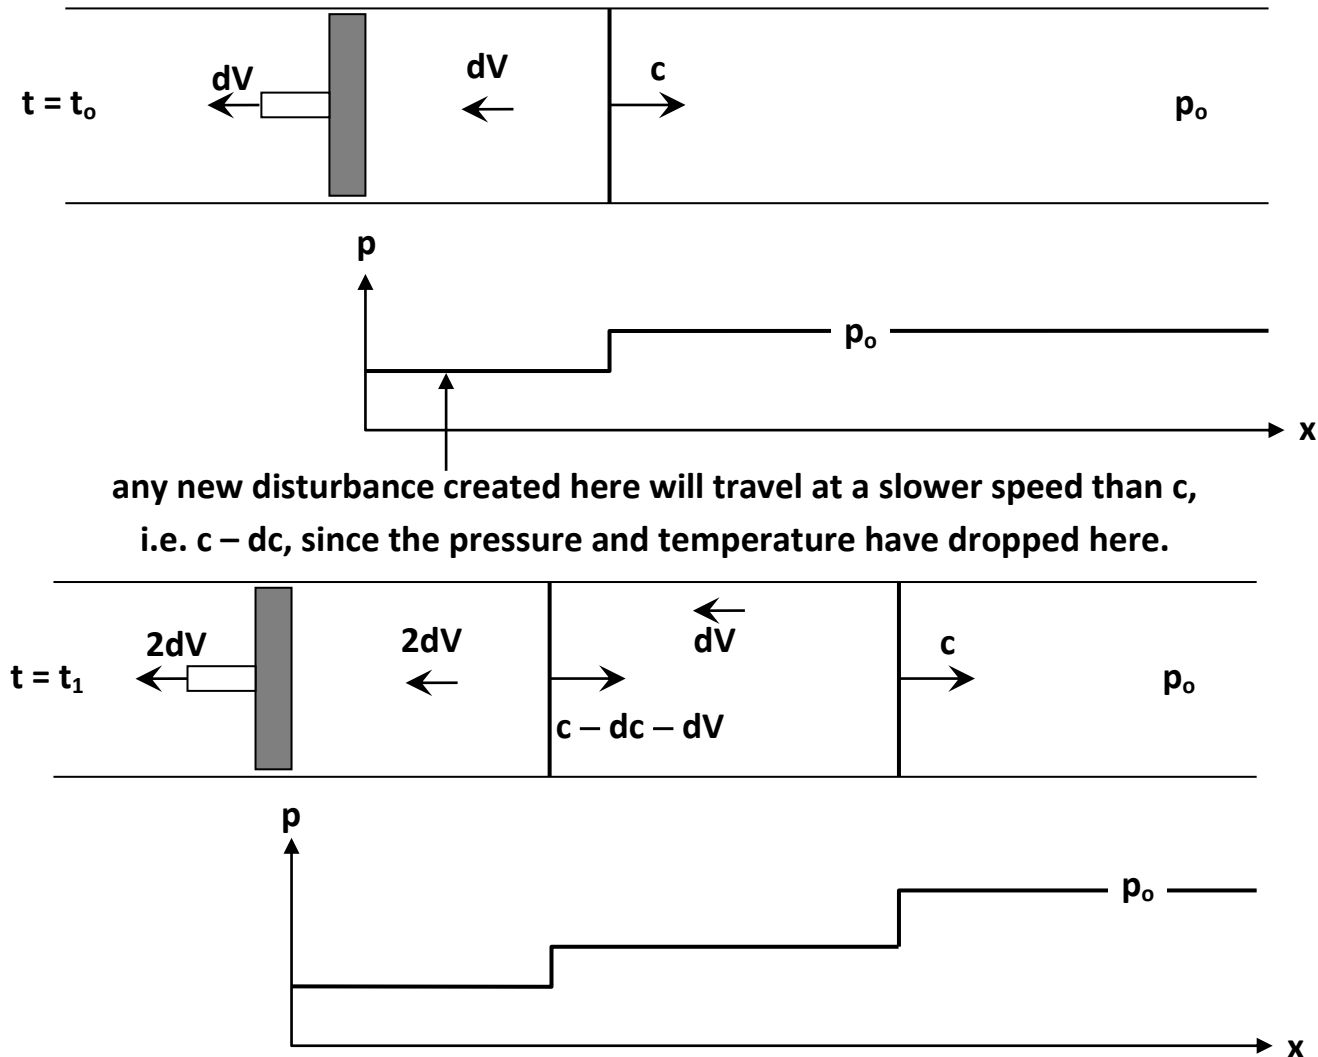 dV
dV
c
t = tₒ
pₒ
p
pₒ
x
any new disturbance created here will travel at a slower speed than c,
i.e. c – dc, since the pressure and temperature have dropped here.
2dV
2dV
dV
c
t = t₁
pₒ
c – dc – dV
p
pₒ
x